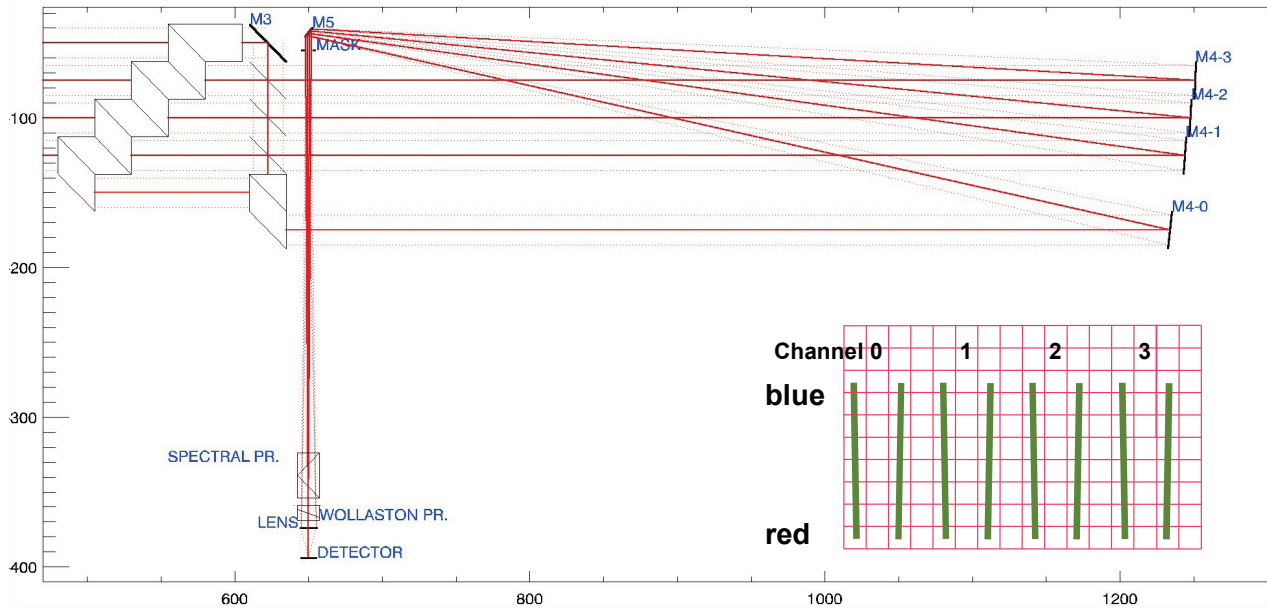 M3
M5
MASK
M4-3
M4-2
M4-1
M4-0
-100
-200
-300
-400
SPECTRAL PR.
WOLLASTON PR.
LENS
DETECTOR
Channel 0 1 2 3
blue
red
600 800 1000 1200